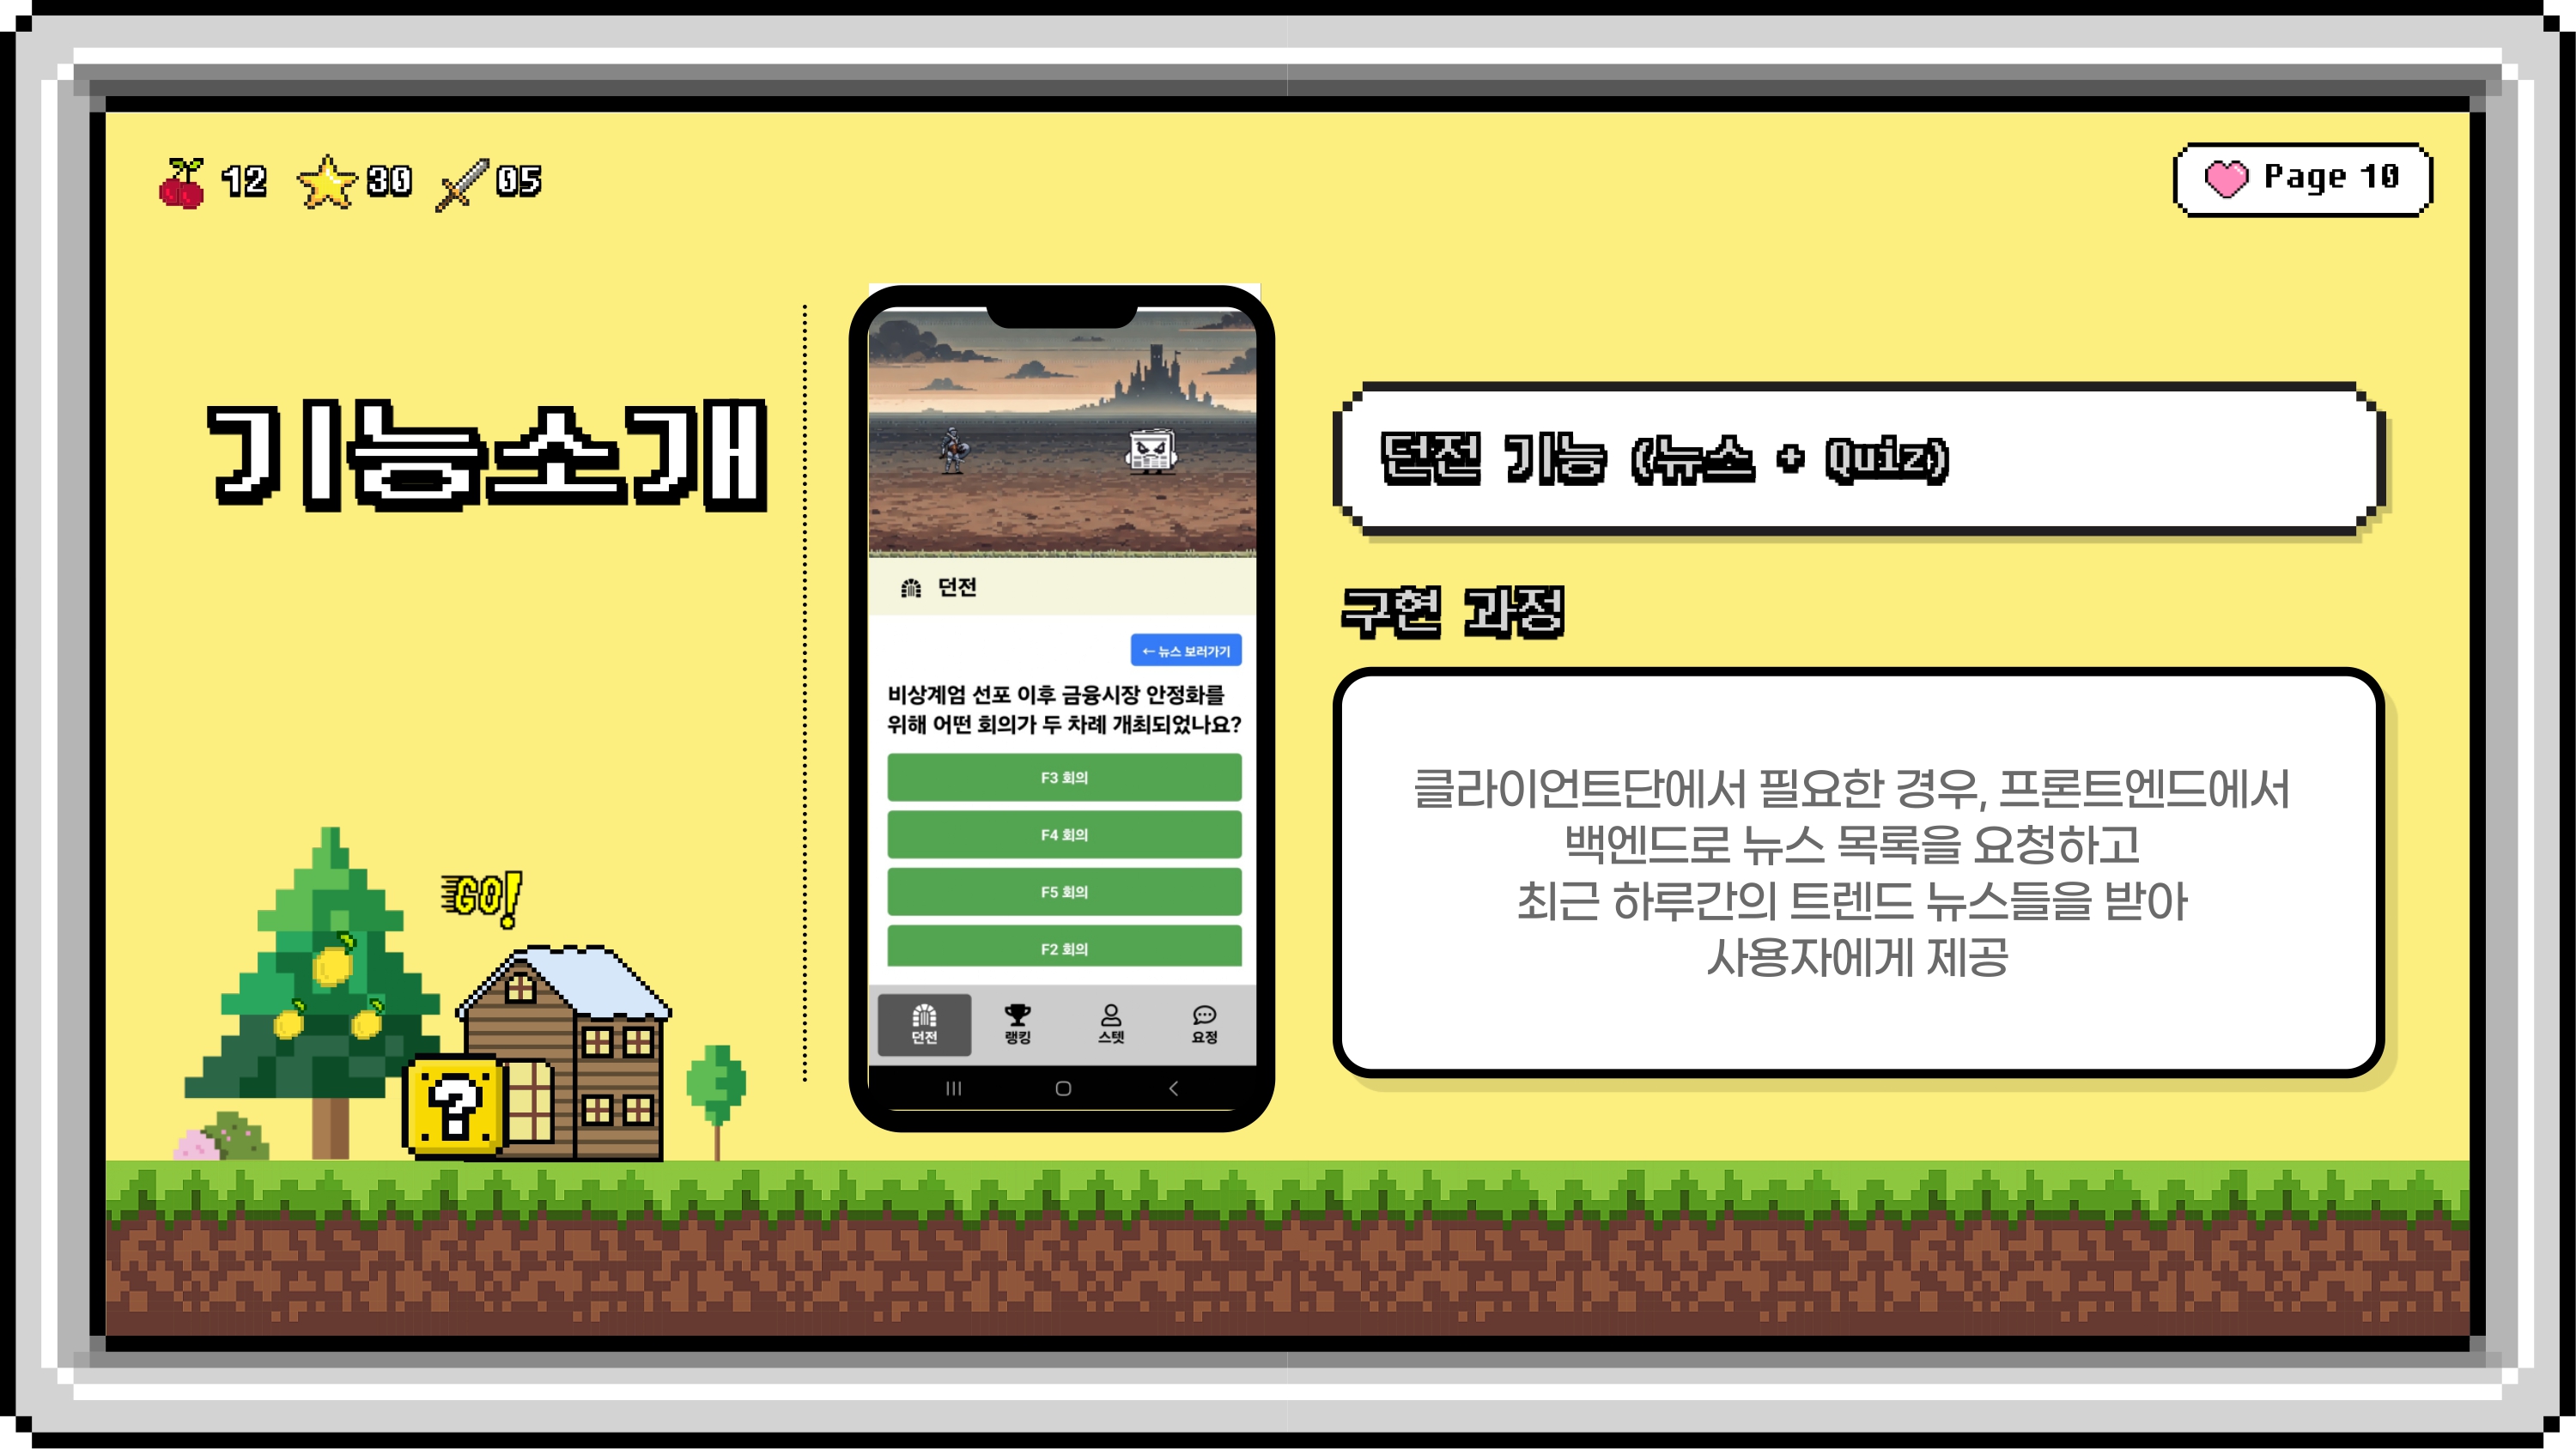 12 30 05
Page 10
기능소개
던전
← 뉴스 보러가기
비상계엄 선포 이후 금융시장 안정화를
위해 어떤 회의가 두 차례 개최되었나요?
F3 회의
F4 회의
F5 회의
F2 회의
던전 랭킹 스텟 요정
던전 기능 (뉴스 + Quiz)
구현 과정
클라이언트단에서 필요한 경우, 프론트엔드에서
백엔드로 뉴스 목록을 요청하고
최근 하루간의 트렌드 뉴스들을 받아
사용자에게 제공
GO!
?